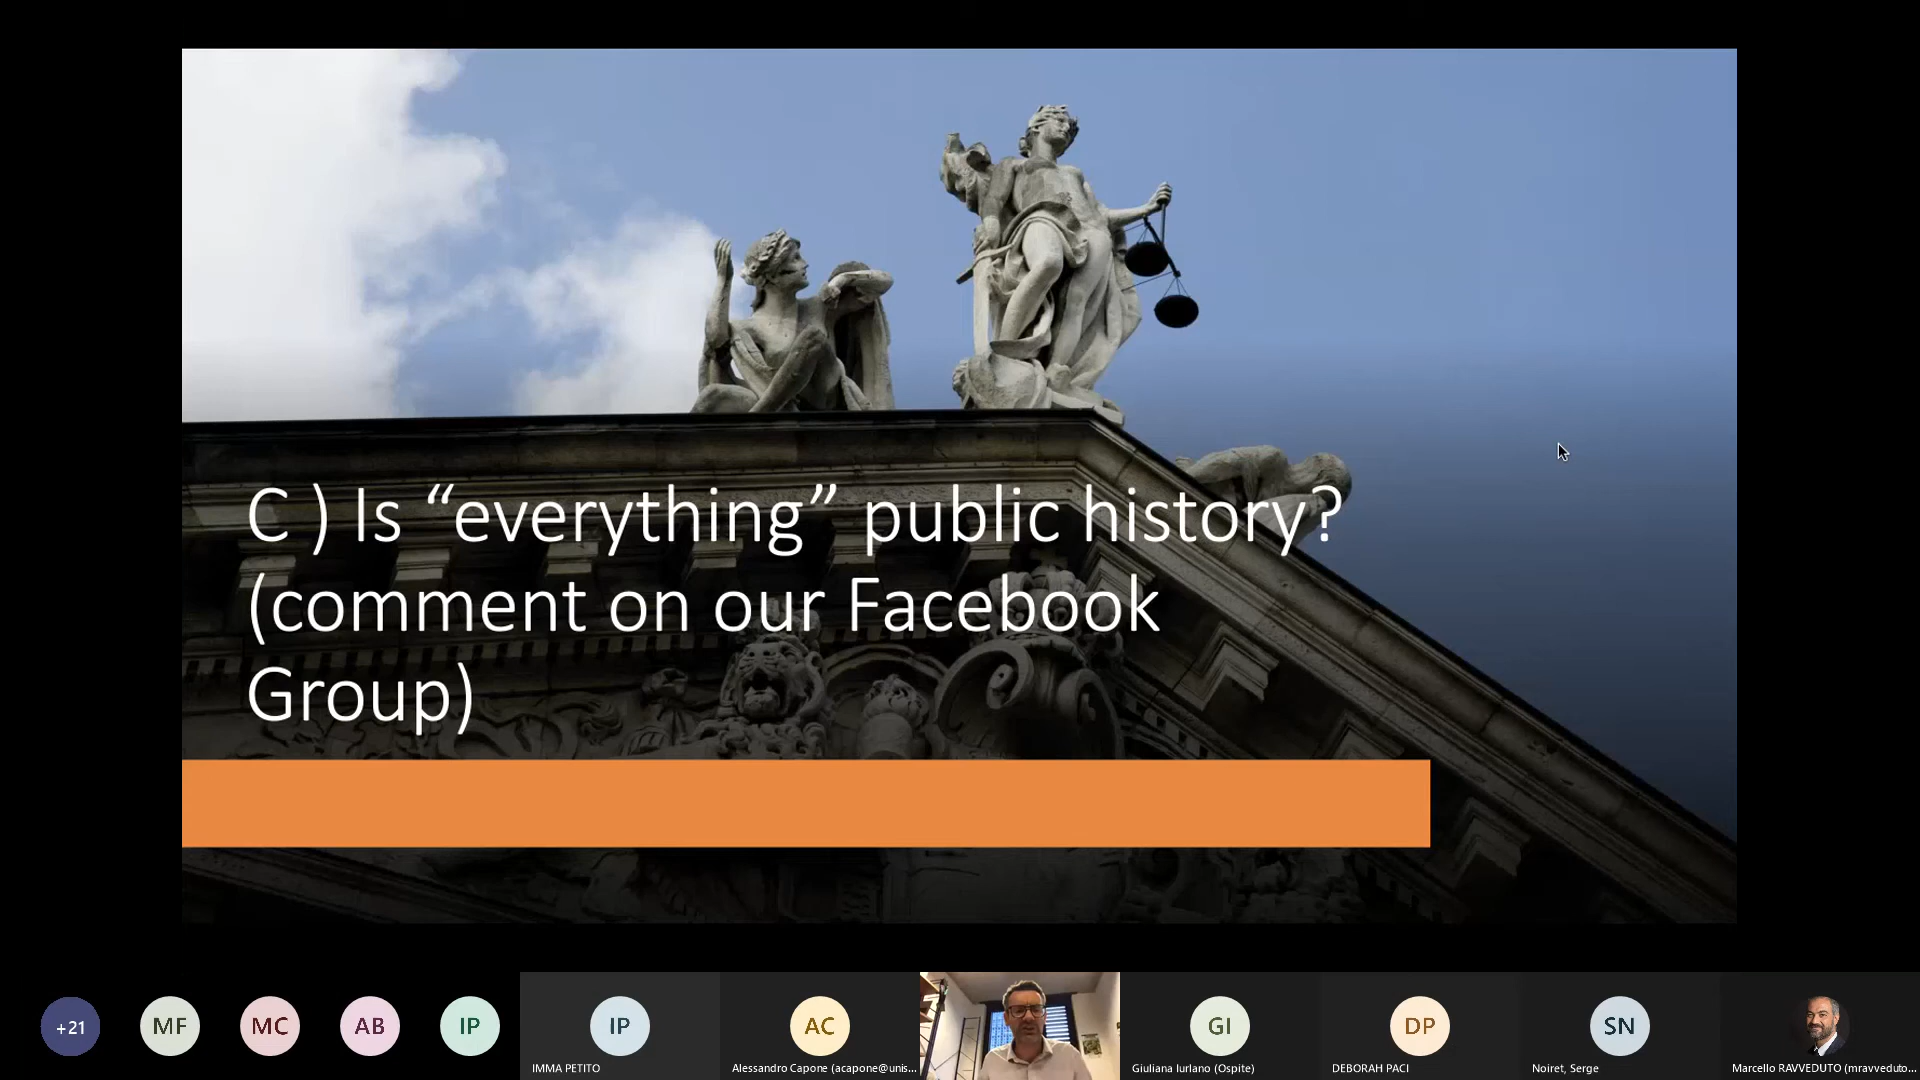 C ) Is “everything” public history?
(comment on our Facebook
Group)
+21
MF
MC
AB
IP
IP
AC
GI
DP
SN
IMMA PETITO
Alessandro Capone (acapone@unis...
Giuliana Iurlano (Ospite)
DEBORAH PACI
Noiret, Serge
Marcello RAVVEDUTO (mravveduto...